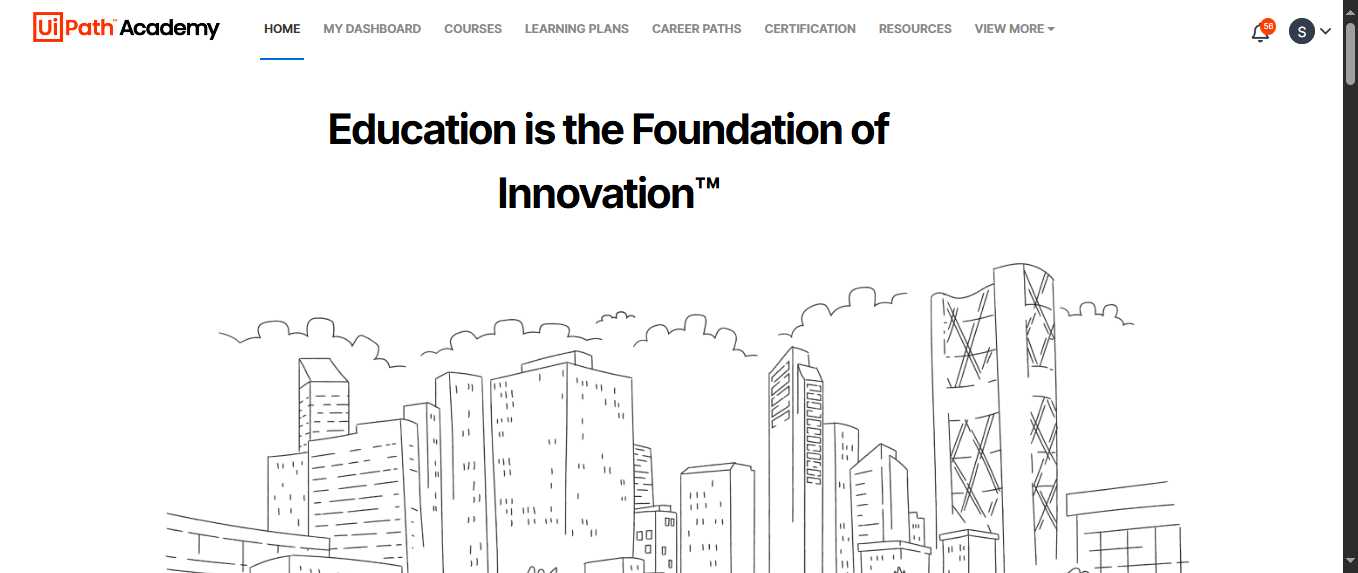 UiPath™ Academy
HOME MY DASHBOARD COURSES LEARNING PLANS CAREER PATHS CERTIFICATION RESOURCES VIEW MORE
56
S
Education is the Foundation of
Innovation™